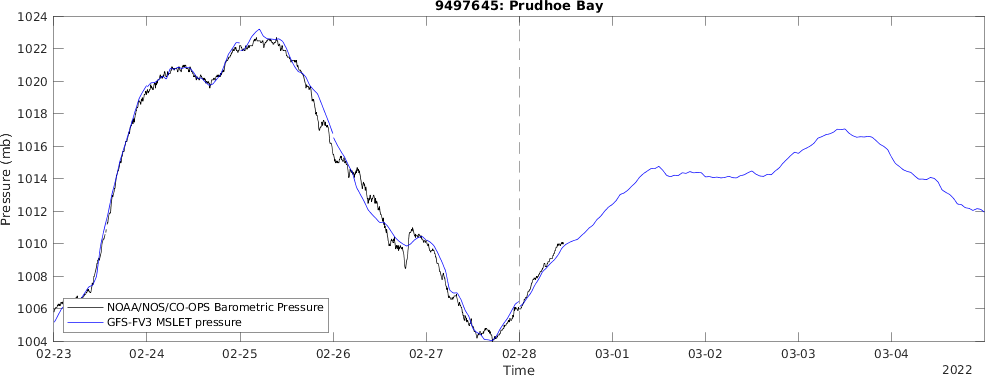 9497645: Prudhoe Bay
1024
1022
1020
1018
1016
1014
1012
1010
1008
1006
1004
Pressure (mb)
NOAA/NOS/CO-OPS Barometric Pressure
GFS-FV3 MSLET pressure
02-23 02-24 02-25 02-26 02-27 02-28 03-01 03-02 03-03 03-04
Time
2022